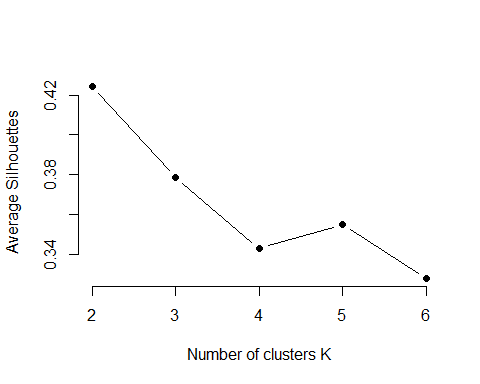 Average Silhouettes
0.42
0.38
0.34
2 3 4 5 6
Number of clusters K